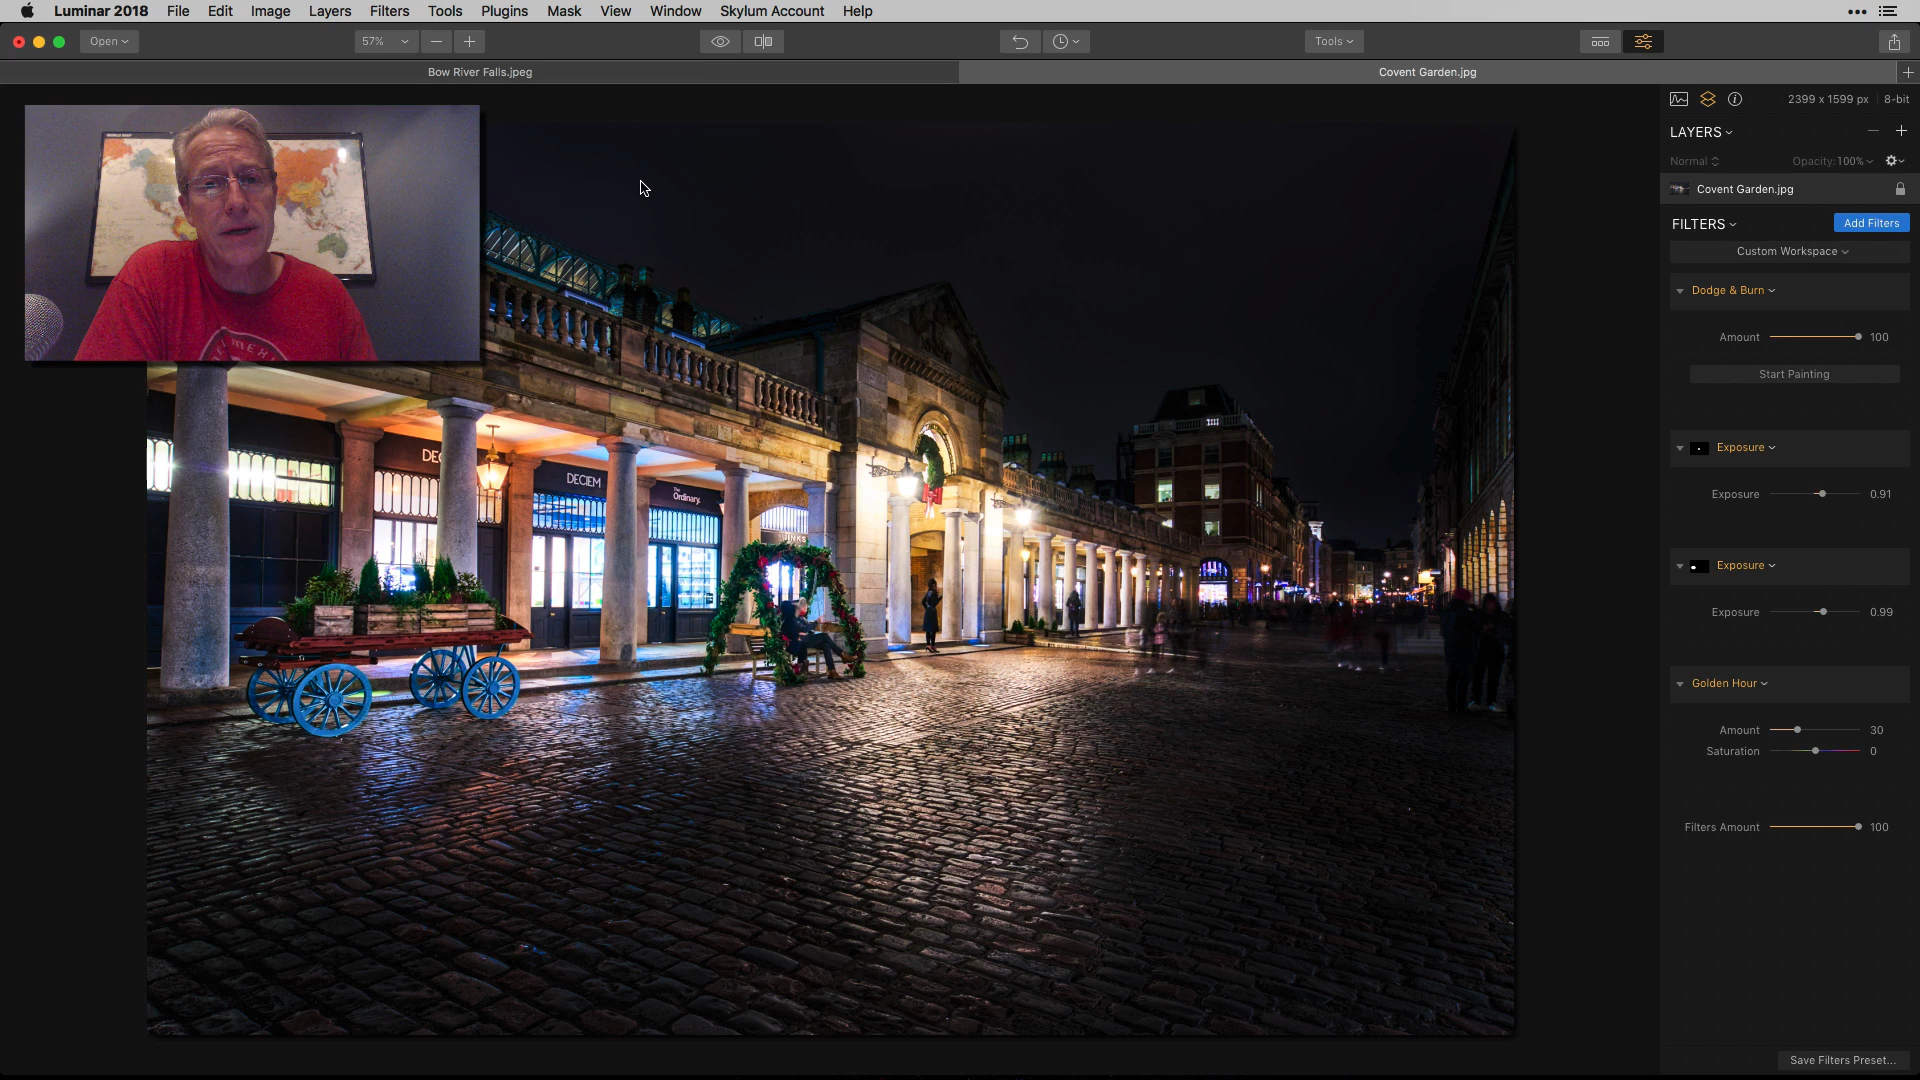 Luminar 2018 File Edit Image Layers Filters Tools Plugins Mask View Window Skylum Account Help
Open 57% Tools
Bow River Falls.jpeg Covent Garden.jpg
2399 x 1599 px 8-bit
LAYERS
Normal Opacity: 100%
Covent Garden.jpg
FILTERS Add Filters
Custom Workspace
Dodge & Burn
Amount 100
Start Painting
Exposure
Exposure 0.91
Exposure
Exposure 0.99
Golden Hour
Amount 30
Saturation 0
Filters Amount 100
Save Filters Preset...
DECIEM
The
Ordinary.